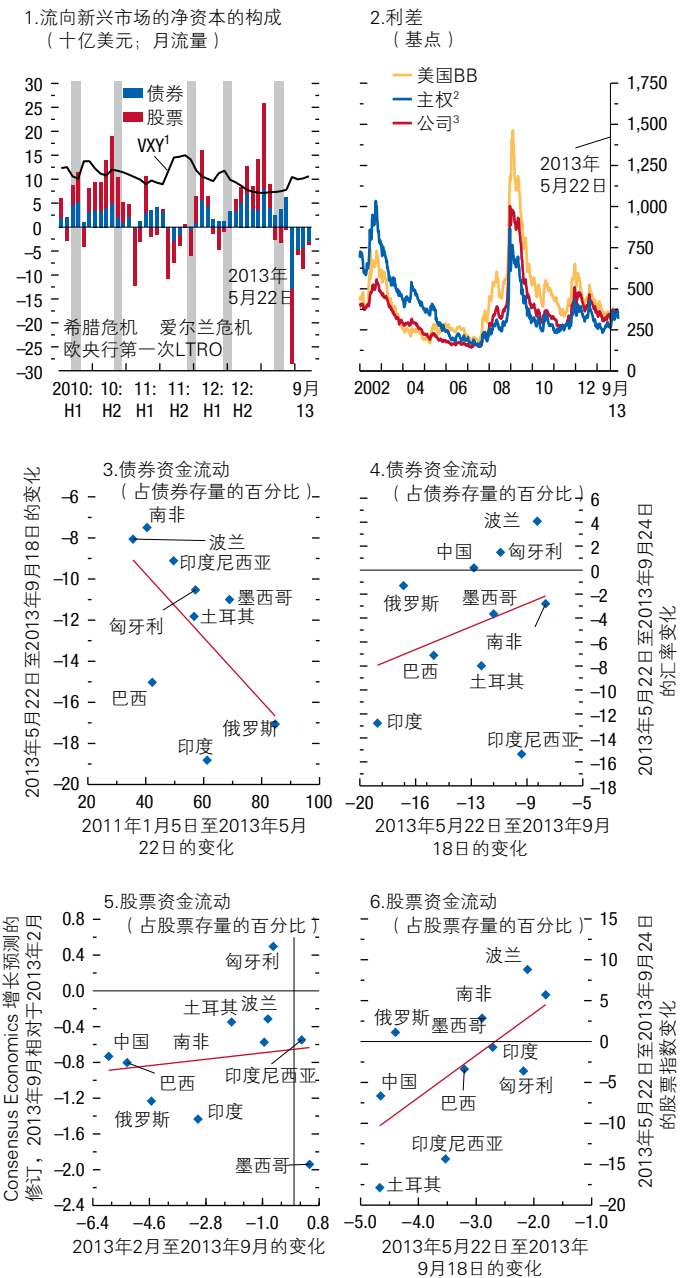 1.流向新兴市场的净资本的构成
（十亿美元；月流量）
30
25
20
15
10
5
0
–5
–10
–15
–20
–25
–30
债券
股票
VXY1
2013年
5月22日
希腊危机 爱尔兰危机
欧央行第一次LTRO
2010: 10: 11: 11: 12: 12: 9月
H1 H2 H1 H2 H1 H2 13
2.利差
（基点）
美国BB
主权2
公司3
2013年
5月22日
1,750
1,500
1,250
1,000
750
500
250
0
2002 04 06 08 10 12 9月
13
3.债券资金流动
（占债券存量的百分比）
2013年5月22日至2013年9月18日的变化
–6
–8
–10
–12
–14
–16
–18
–20
南非
波兰
印度尼西亚
墨西哥
匈牙利
土耳其
巴西
俄罗斯
印度
20 40 60 80 100
2011年1月5日至2013年5月
22日的变化
4.债券资金流动
（占债券存量的百分比）
6
4
2
0
–2
–4
–6
–8
–10
–12
–14
–16
–18
波兰
中国
匈牙利
俄罗斯
墨西哥
南非
巴西
土耳其
印度
印度尼西亚
–20 –16 –13 –9 –5
2013年5月22日至2013年9月
18日的变化
2013年5月22日至2013年9月24日
的汇率变化
5.股票资金流动
（占股票存量的百分比）
Consensus Economics 增长预测的
修订，2013年9月相对于2013年2月
0.8
0.4
0.0
–0.4
–0.8
–1.2
–1.6
–2.0
–2.4
匈牙利
土耳其
波兰
中国
南非
巴西
印度尼西亚
俄罗斯
印度
墨西哥
–6.4 –4.6 –2.8 –1.0 0.8
2013年2月至2013年9月的变化
6.股票资金流动
（占股票存量的百分比）
15
10
5
0
–5
–10
–15
–20
波兰
南非
俄罗斯
墨西哥
印度
中国
巴西
匈牙利
印度尼西亚
土耳其
–5.0 –4.0 –3.0 –2.0 –1.0
2013年5月22日至2013年
9月18日的变化
2013年5月22日至2013年9月24日
的股票指数变化